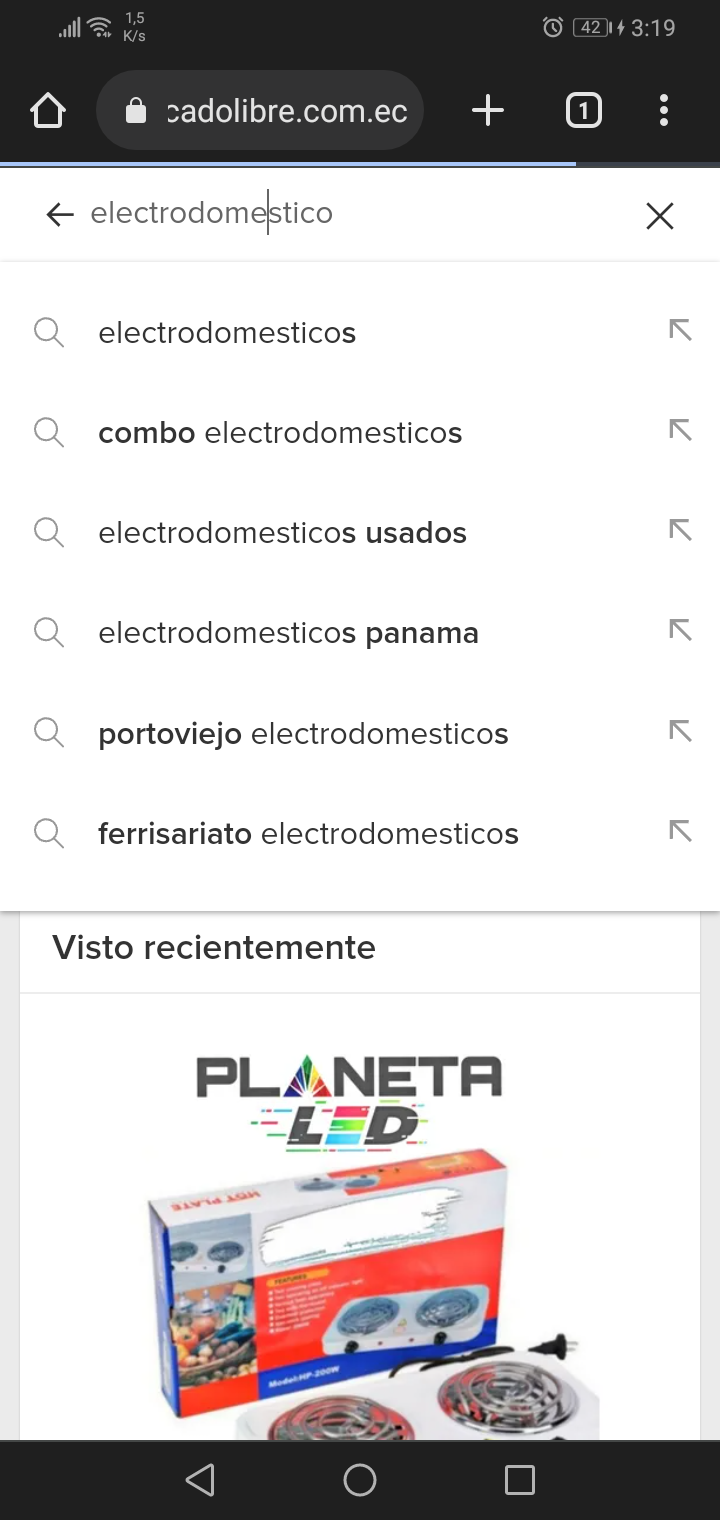 1,5
K/s
42
3:19
cadolibre.com.ec
1
electrodomestico
electrodomesticos
combo electrodomesticos
electrodomesticos usados
electrodomesticos panama
portoviejo electrodomesticos
ferrisariato electrodomesticos
Visto recientemente
PLANETA
LED
HOT PLATE
FEATURES
Model:HP-200W